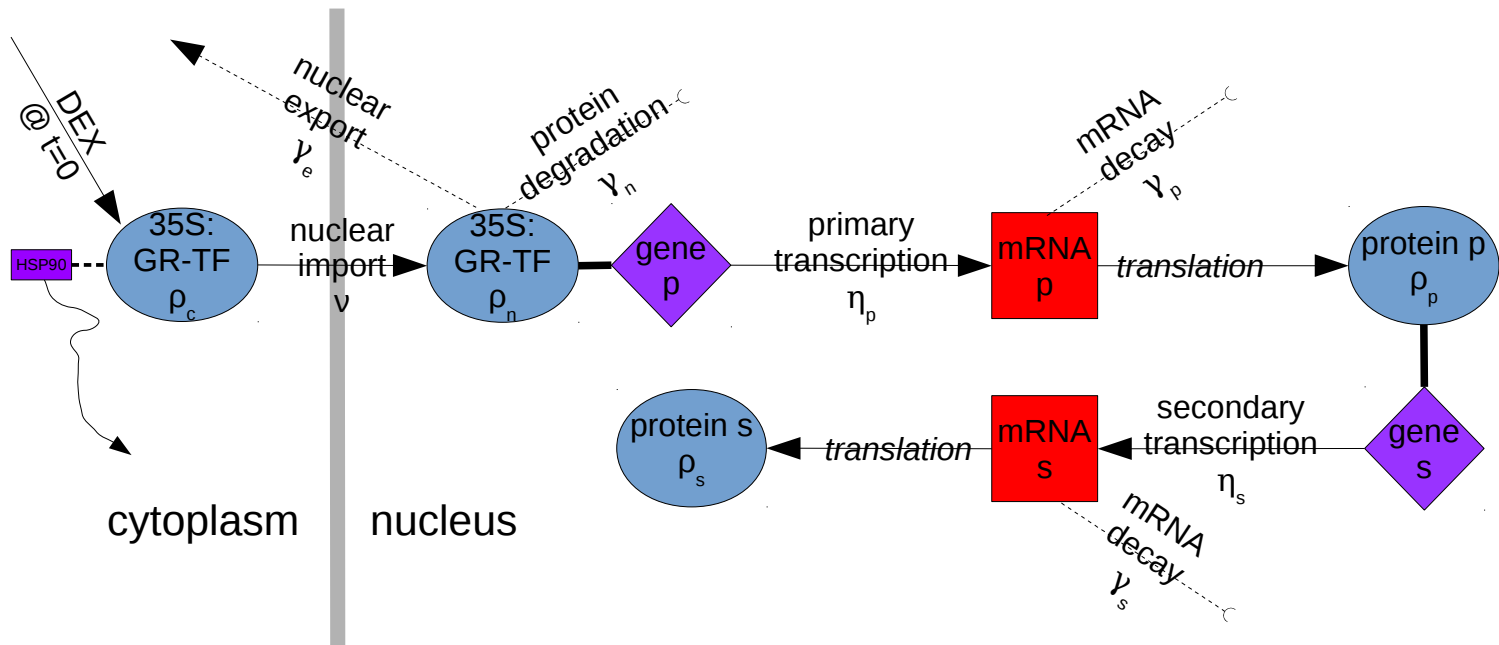 DEX
@ t=0
HSP90
35S:
GR-TF
ρc
nuclear
export
γe
nuclear
import
ν
protein
degradation
γn
35S:
GR-TF
ρn
gene
p
primary
transcription
ηp
mRNA
decay
γp
mRNA
p
translation
protein p
ρp
gene
s
secondary
transcription
ηs
mRNA
s
mRNA
decay
γs
translation
protein s
ρs
cytoplasm
nucleus